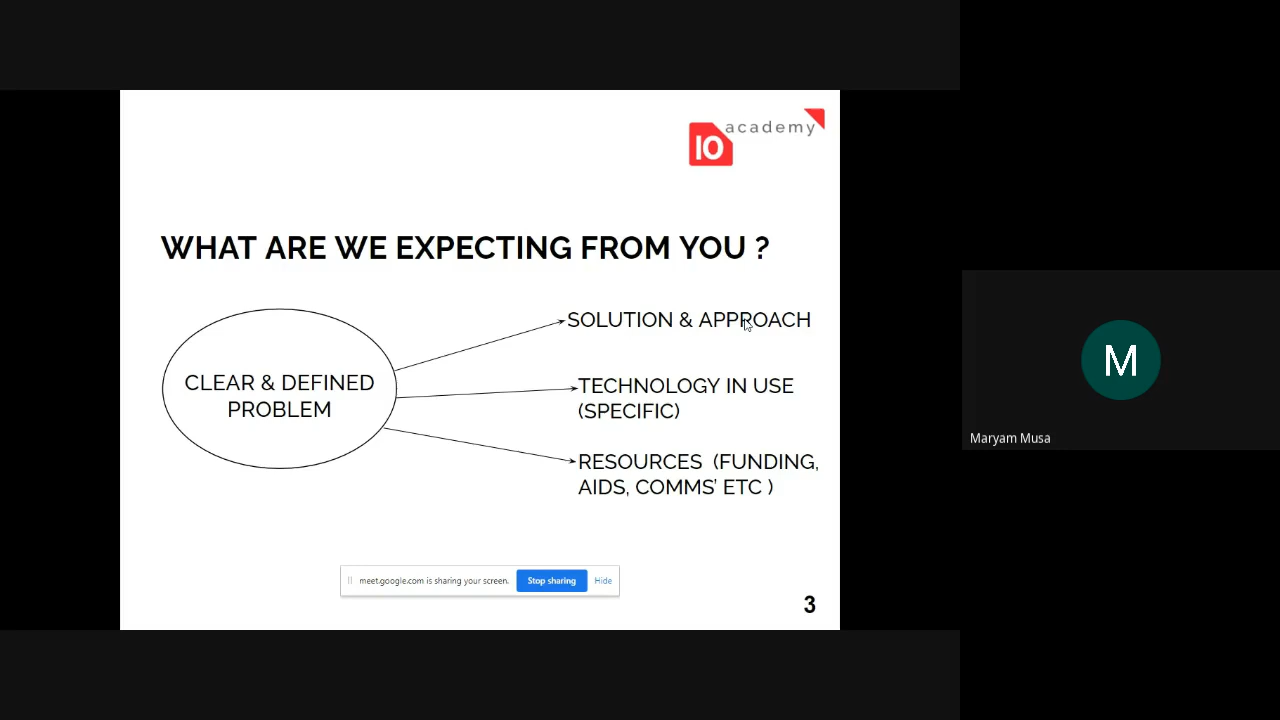 academy
IO
WHAT ARE WE EXPECTING FROM YOU ?
CLEAR & DEFINED
PROBLEM
SOLUTION & APPROACH
TECHNOLOGY IN USE
(SPECIFIC)
RESOURCES (FUNDING,
AIDS, COMMS' ETC )
meet.google.com is sharing your screen. Stop sharing Hide
3
M
Maryam Musa